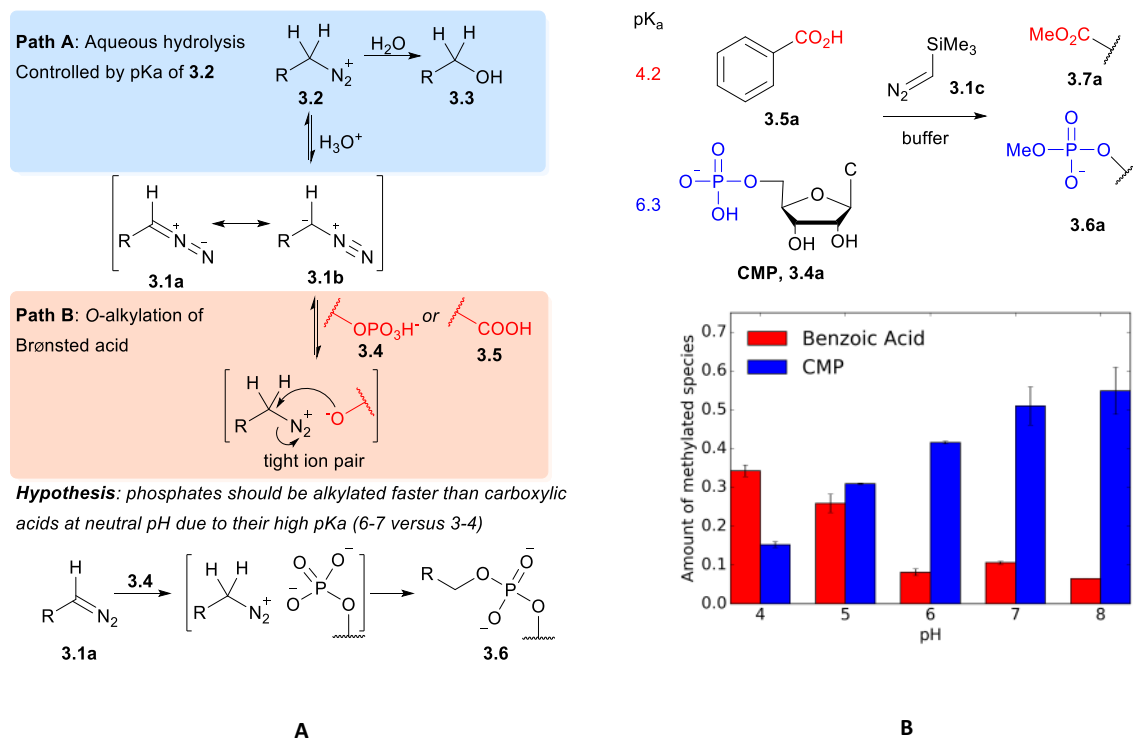 Path A: Aqueous hydrolysis
Controlled by pKa of 3.2
H H
R N2+
3.2
H2O
H H
R OH
3.3
H3O+
H
R N+ N−
3.1a
H
− R N+ N
3.1b
Path B: O-alkylation of
Brønsted acid
OPO3H- or COOH
3.4 3.5
H H
R N2+ -O
tight ion pair
Hypothesis: phosphates should be alkylated faster than carboxylic
acids at neutral pH due to their high pKa (6-7 versus 3-4)
H
R N2
3.1a
3.4
H H
R N2+
O O− P −O O
R O O− P O −O
3.6
A
pKa
4.2
CO2H
3.5a
SiMe3
N2 3.1c
buffer
MeO2C
3.7a
6.3
O
-O P O
OH
O C
OH OH
CMP, 3.4a
O
MeO P O
O−
3.6a
Amount of methylated species
0.7
0.6
0.5
0.4
0.3
0.2
0.1
0.0
Benzoic Acid
CMP
4 5 6 7 8
pH
B